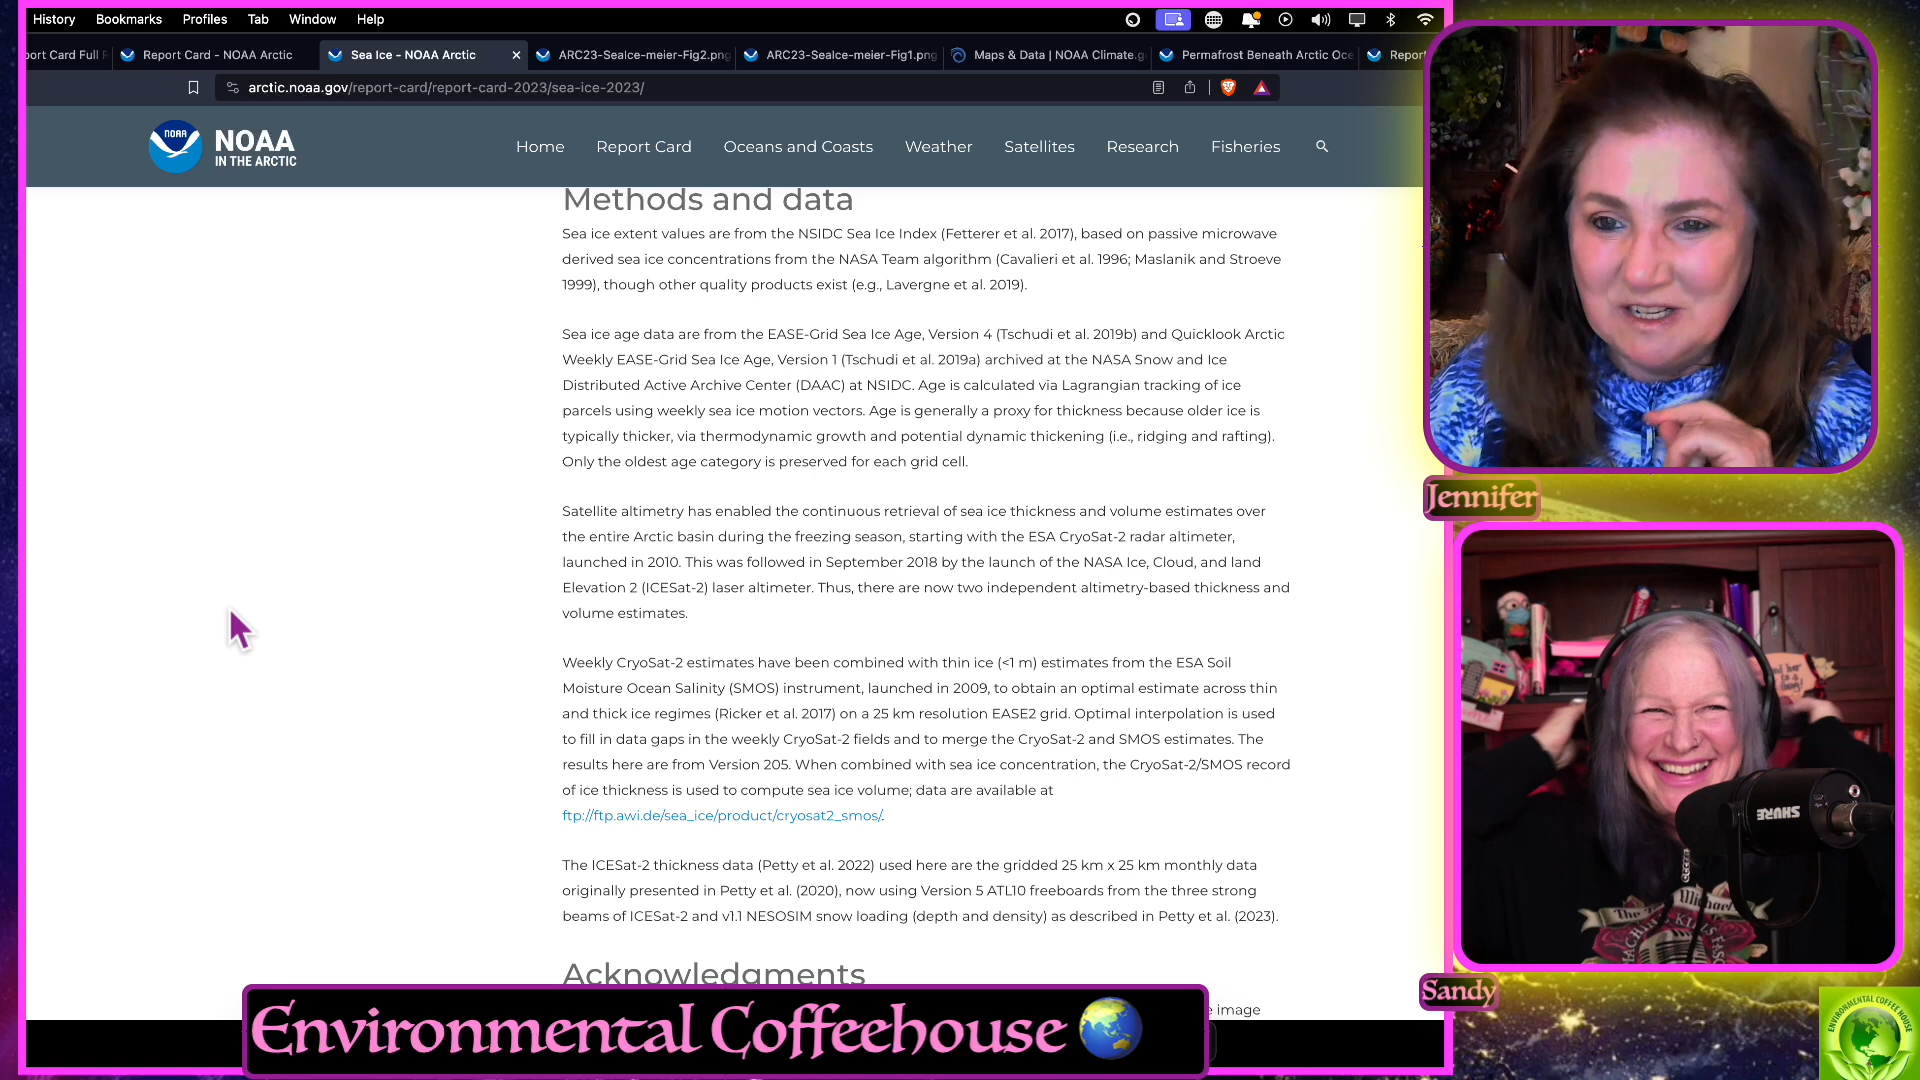 History Bookmarks Profiles Tab Window Help
ort Card Full R
Report Card - NOAA Arctic
Sea Ice - NOAA Arctic
ARC23-SeaIce-meier-Fig2.png
ARC23-SeaIce-meier-Fig1.png
Maps & Data | NOAA Climate.g
Permafrost Beneath Arctic Oce
Report
arctic.noaa.gov/report-card/report-card-2023/sea-ice-2023/
NOAA
NOAA
IN THE ARCTIC
Home Report Card Oceans and Coasts Weather Satellites Research Fisheries
Methods and data
Sea ice extent values are from the NSIDC Sea Ice Index (Fetterer et al. 2017), based on passive microwave
derived sea ice concentrations from the NASA Team algorithm (Cavalieri et al. 1996; Maslanik and Stroeve
1999), though other quality products exist (e.g., Lavergne et al. 2019).
Sea ice age data are from the EASE-Grid Sea Ice Age, Version 4 (Tschudi et al. 2019b) and Quicklook Arctic
Weekly EASE-Grid Sea Ice Age, Version 1 (Tschudi et al. 2019a) archived at the NASA Snow and Ice
Distributed Active Archive Center (DAAC) at NSIDC. Age is calculated via Lagrangian tracking of ice
parcels using weekly sea ice motion vectors. Age is generally a proxy for thickness because older ice is
typically thicker, via thermodynamic growth and potential dynamic thickening (i.e., ridging and rafting).
Only the oldest age category is preserved for each grid cell.
Satellite altimetry has enabled the continuous retrieval of sea ice thickness and volume estimates over
the entire Arctic basin during the freezing season, starting with the ESA CryoSat-2 radar altimeter,
launched in 2010. This was followed in September 2018 by the launch of the NASA Ice, Cloud, and land
Elevation 2 (ICESat-2) laser altimeter. Thus, there are now two independent altimetry-based thickness and
volume estimates.
Weekly CryoSat-2 estimates have been combined with thin ice (<1 m) estimates from the ESA Soil
Moisture Ocean Salinity (SMOS) instrument, launched in 2009, to obtain an optimal estimate across thin
and thick ice regimes (Ricker et al. 2017) on a 25 km resolution EASE2 grid. Optimal interpolation is used
to fill in data gaps in the weekly CryoSat-2 fields and to merge the CryoSat-2 and SMOS estimates. The
results here are from Version 205. When combined with sea ice concentration, the CryoSat-2/SMOS record
of ice thickness is used to compute sea ice volume; data are available at
ftp://ftp.awi.de/sea_ice/product/cryosat2_smos/.
The ICESat-2 thickness data (Petty et al. 2022) used here are the gridded 25 km x 25 km monthly data
originally presented in Petty et al. (2020), now using Version 5 ATL10 freeboards from the three strong
beams of ICESat-2 and v1.1 NESOSIM snow loading (depth and density) as described in Petty et al. (2023).
Acknowledgments
e image
Jennifer
SHURE
Sandy
Environmental Coffeehouse
ENVIRONMENTAL COFFEE HOUSE